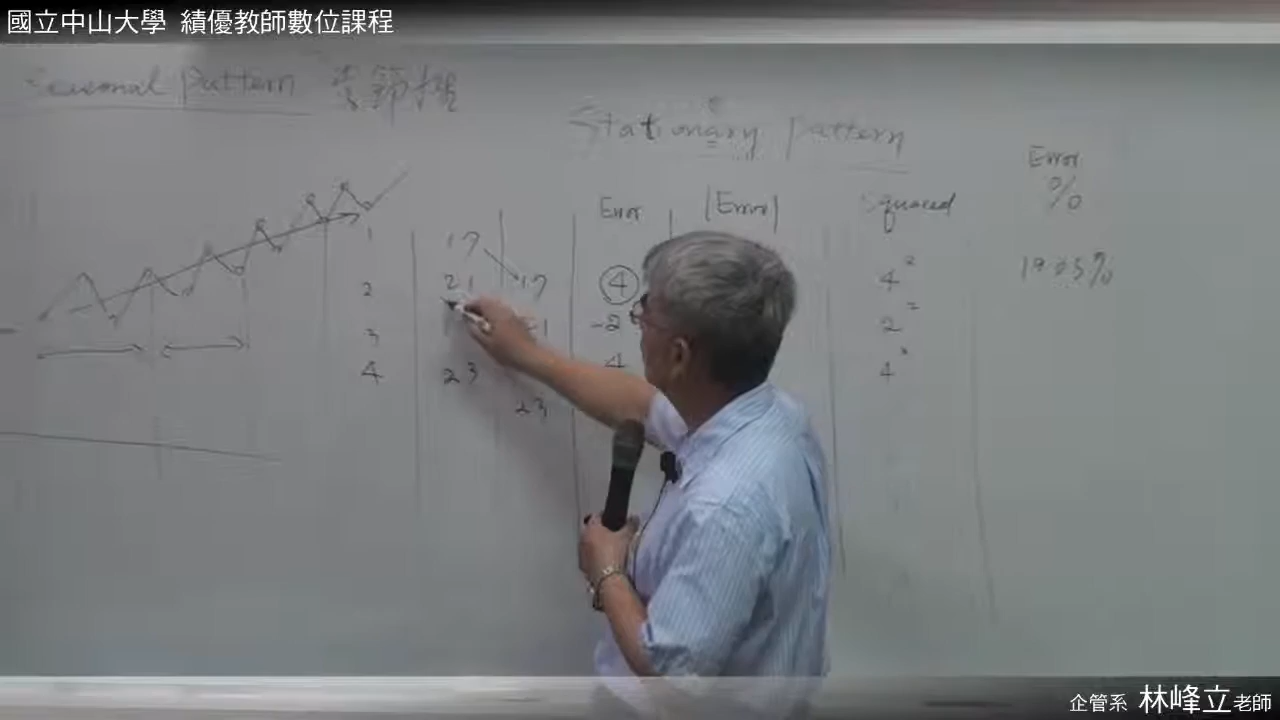 國立中山大學 績優教師數位課程
Seasonal Pattern 季節性
Stationary pattern
Error |Error| Squared Error %
1 17
2 21 17 4 4² 19.05%
3 -2 2²
4 23 4 4²
23
企管系 林峰立老師